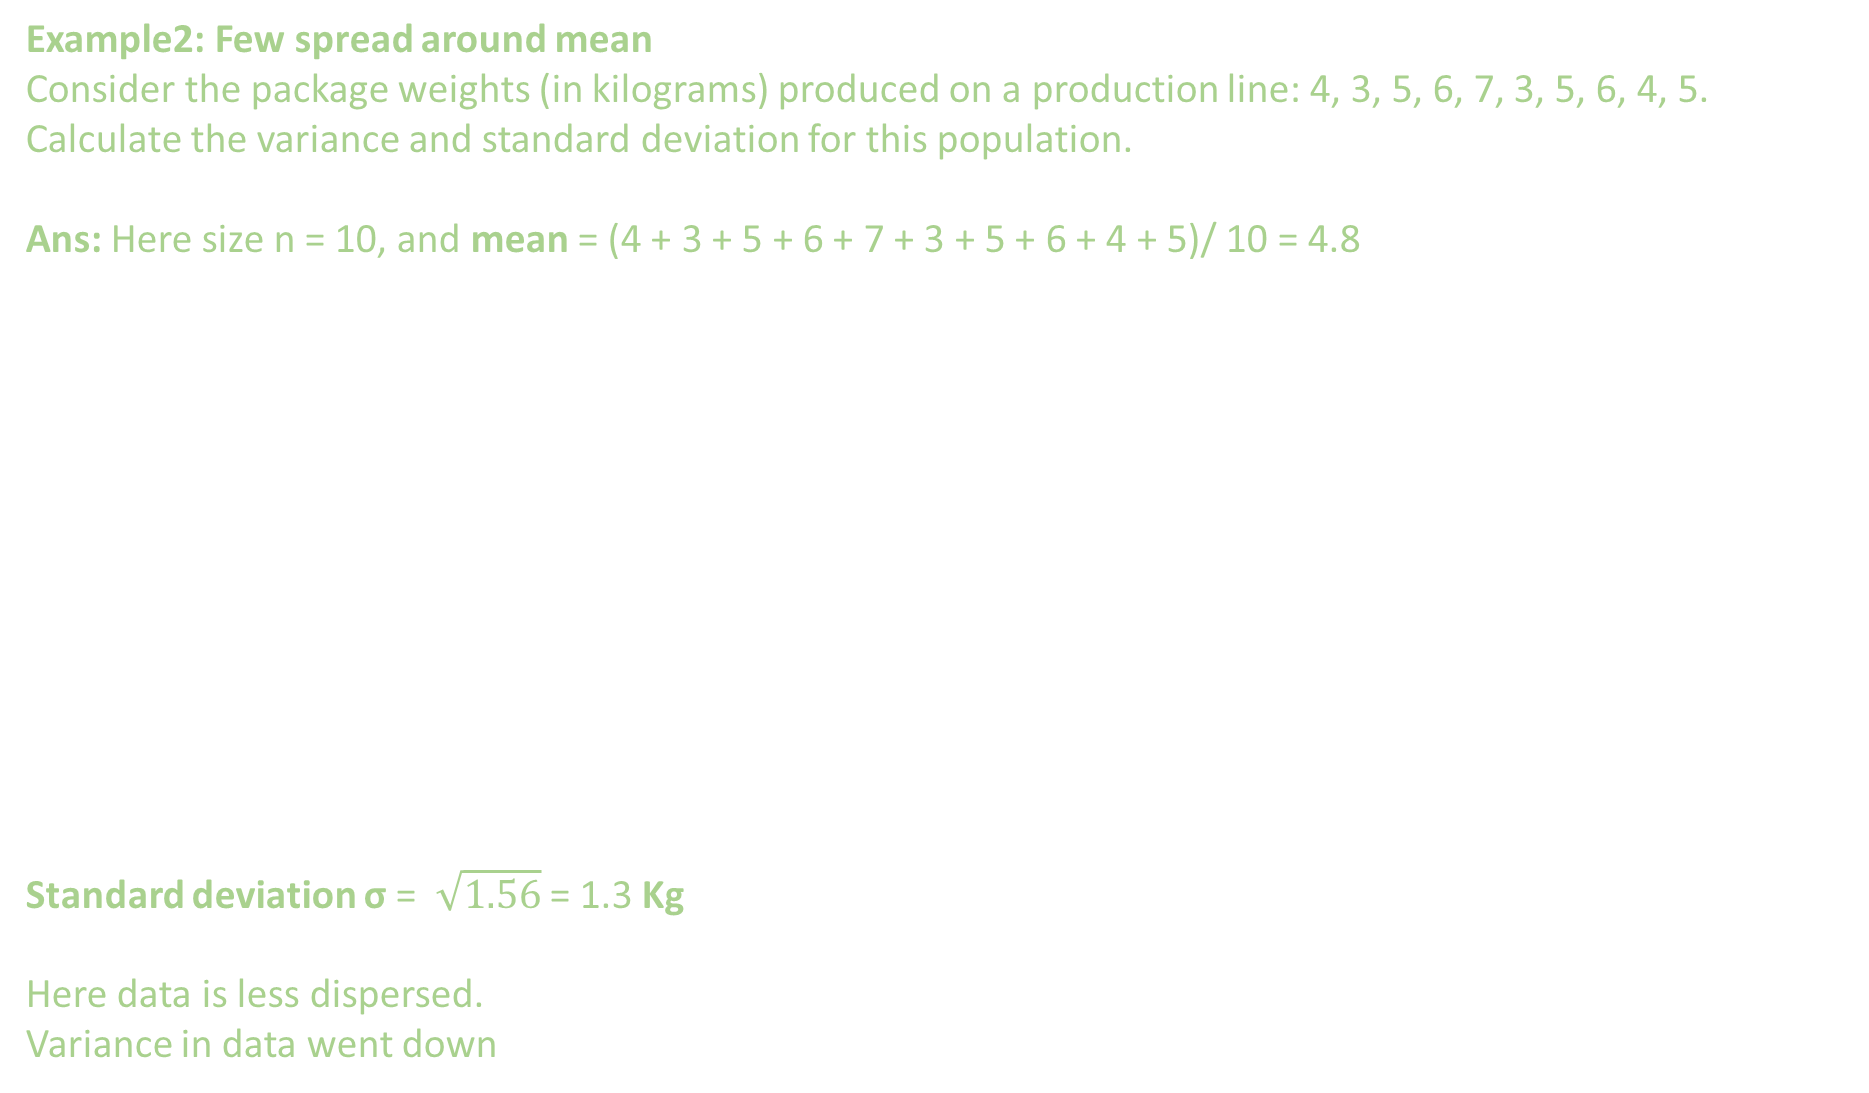 Example2: Few spread around mean
Consider the package weights (in kilograms) produced on a production line: 4, 3, 5, 6, 7, 3, 5, 6, 4, 5.
Calculate the variance and standard deviation for this population.
Ans: Here size n = 10, and mean = (4 + 3 + 5 + 6 + 7 + 3 + 5 + 6 + 4 + 5)/ 10 = 4.8
Standard deviation σ = √1.56 = 1.3 Kg
Here data is less dispersed.
Variance in data went down